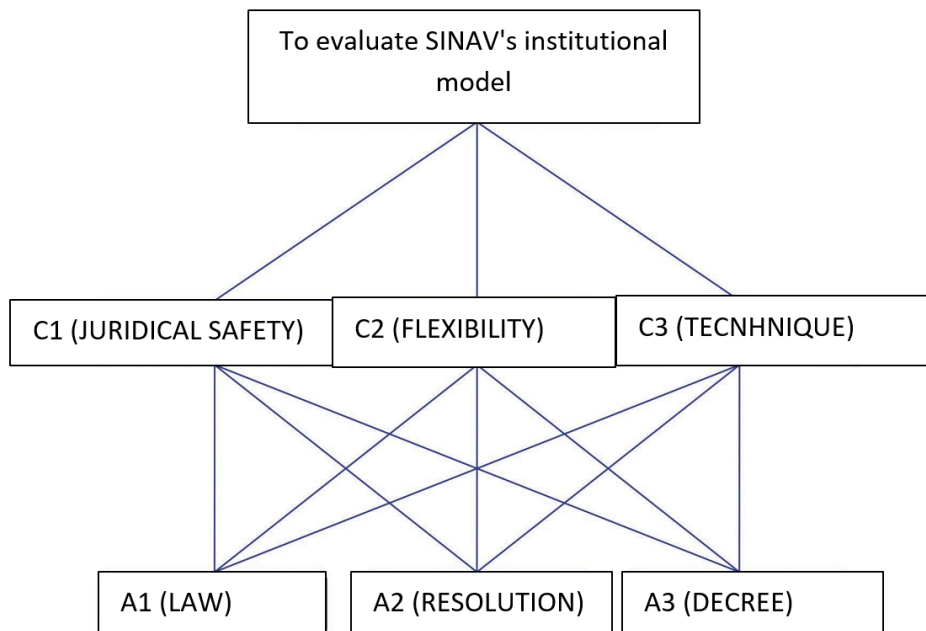 To evaluate SINAV's institutional
model
C1 (JURIDICAL SAFETY)
C2 (FLEXIBILITY)
C3 (TECNHNIQUE)
A1 (LAW)
A2 (RESOLUTION)
A3 (DECREE)